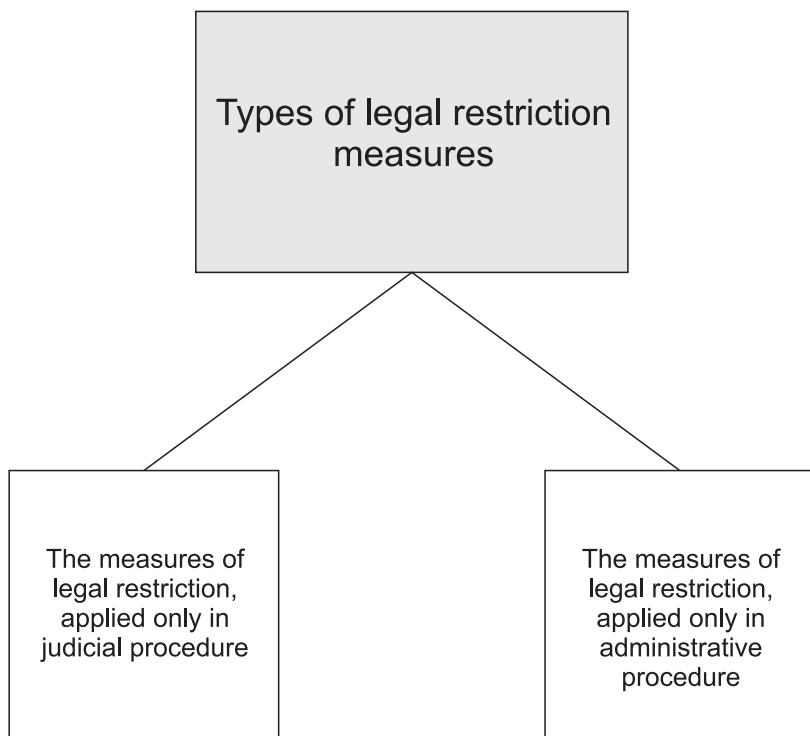 Types of legal restriction
measures
The measures of
legal restriction,
applied only in
judicial procedure
The measures of
legal restriction,
applied only in
administrative
procedure